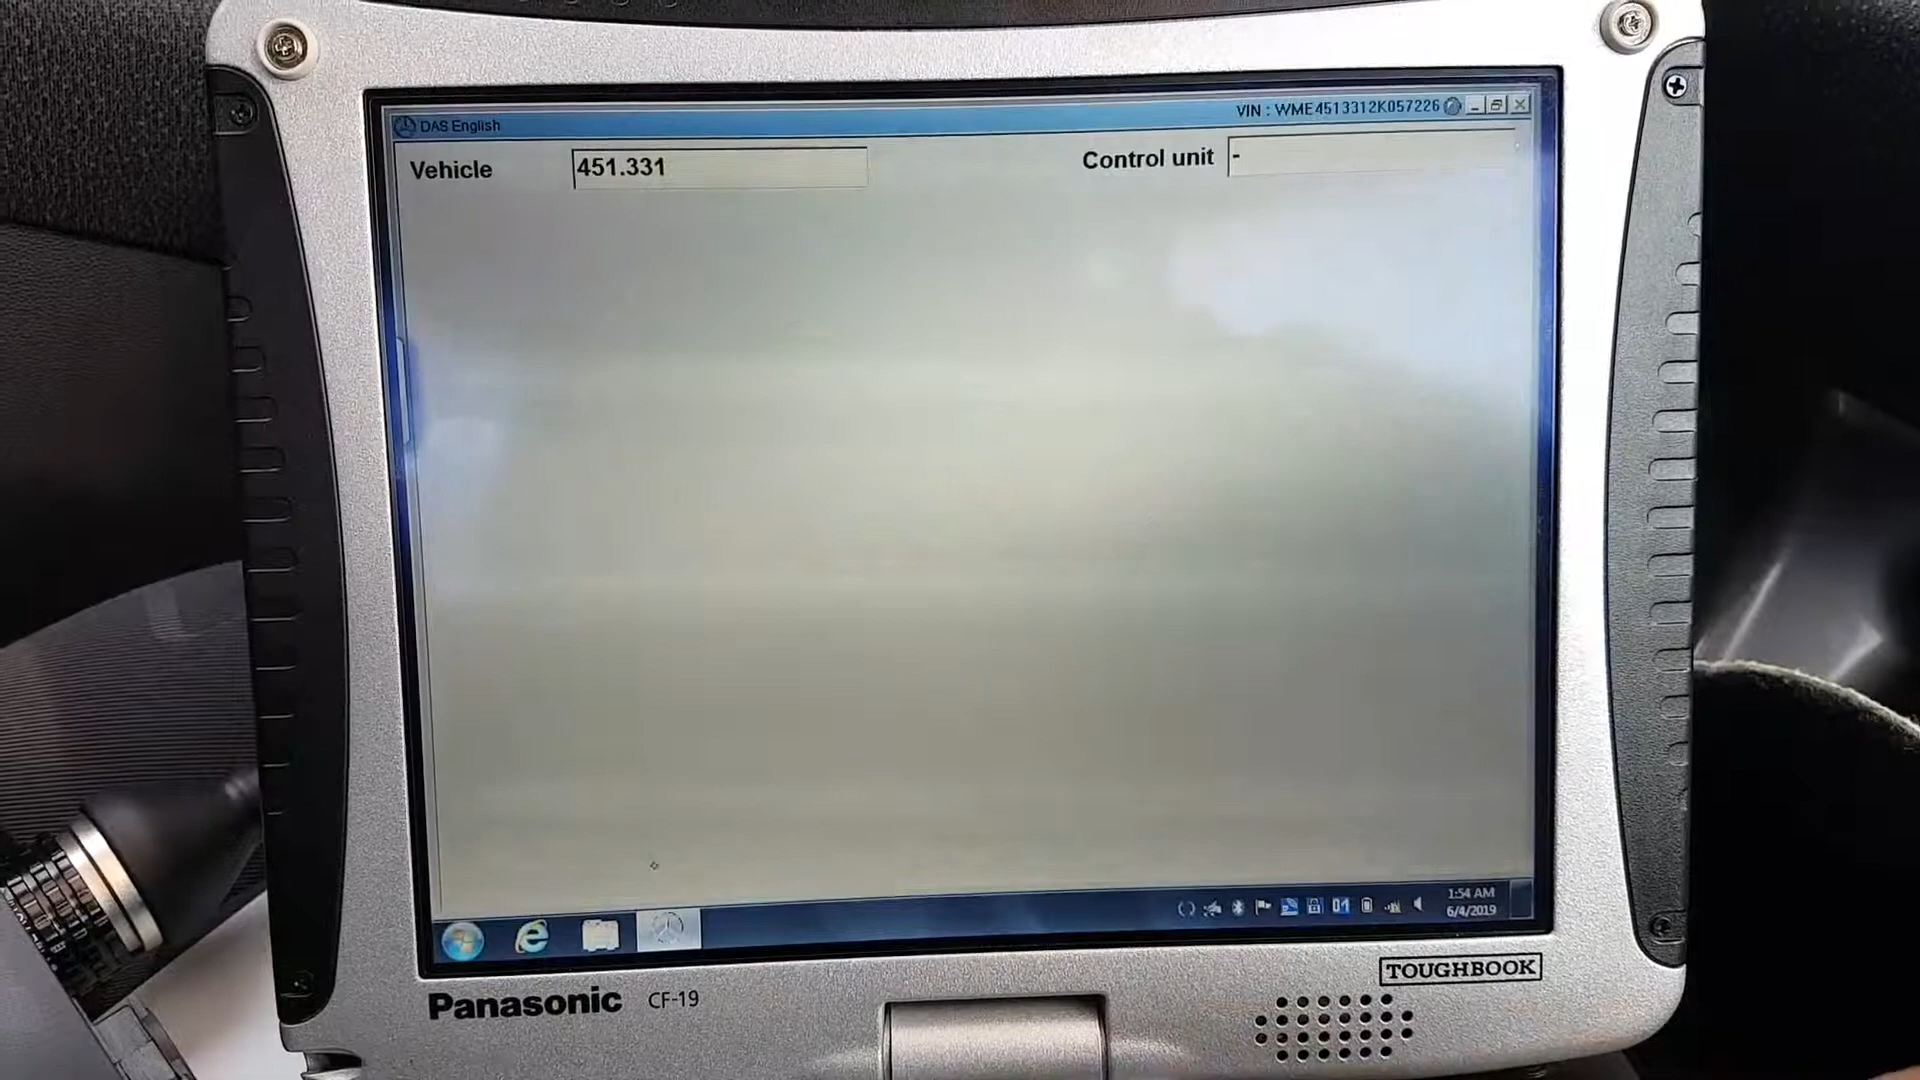 DAS English
VIN : WME4513312K057226
Vehicle 451.331
Control unit -
01
1:54 AM
6/4/2019
TOUGHBOOK
Panasonic CF-19